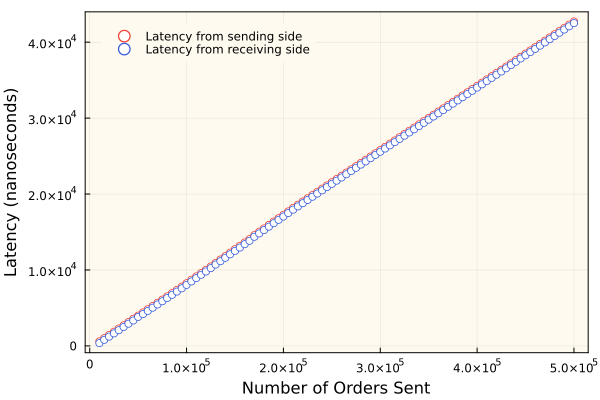 Latency from sending side
Latency from receiving side
4.0×10⁴
3.0×10⁴
2.0×10⁴
1.0×10⁴
0
Latency (nanoseconds)
0 1.0×10⁵ 2.0×10⁵ 3.0×10⁵ 4.0×10⁵ 5.0×10⁵
Number of Orders Sent